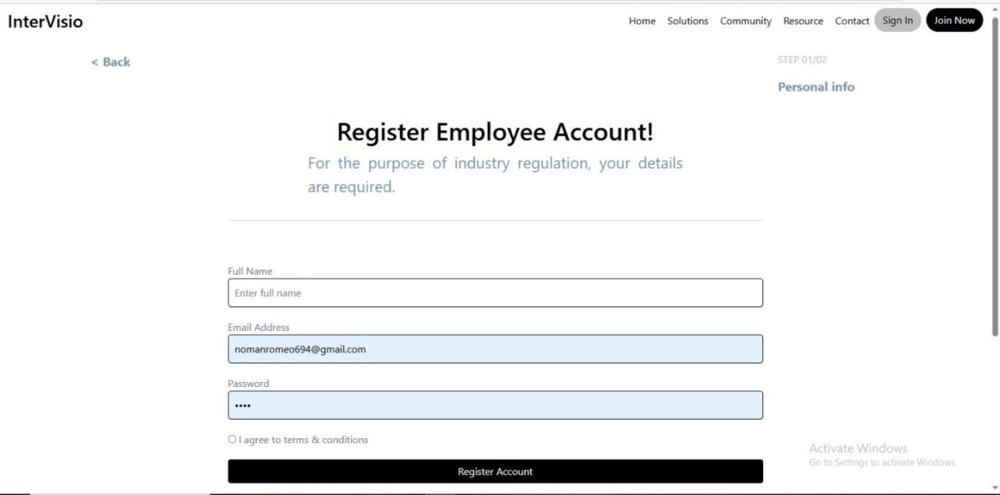 InterVisio
Home Solutions Community Resource Contact Sign In Join Now
< Back
STEP 01/02
Personal info
Register Employee Account!
For the purpose of industry regulation, your details
are required.
Full Name
Enter full name
Email Address
nomanromeo694@gmail.com
Password
••••
I agree to terms & conditions
Register Account
Activate Windows
Go to Settings to activate Windows.